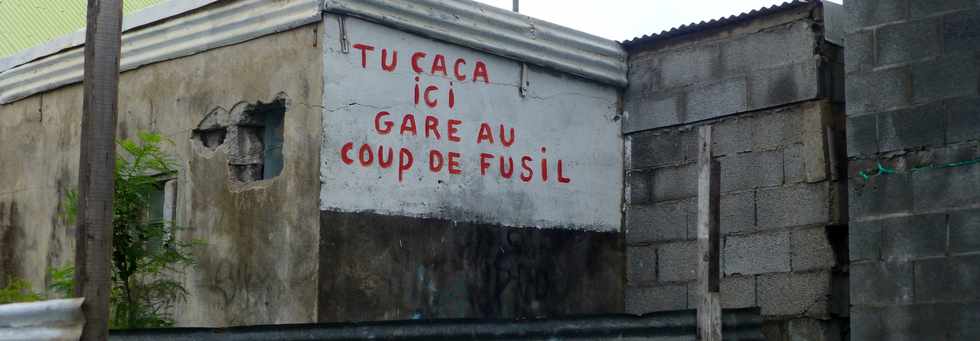 TU CACA
iCi
GARE AU
COUP DE FUSiL